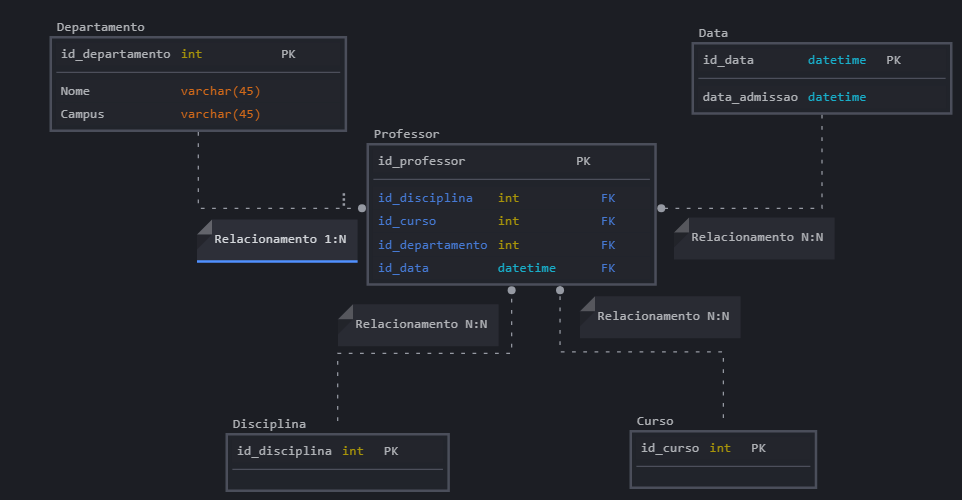 Departamento
id_departamento int PK
Nome varchar(45)
Campus varchar(45)
Data
id_data datetime PK
data_admissao datetime
Professor
id_professor PK
id_disciplina int FK
id_curso int FK
id_departamento int FK
id_data datetime FK
Relacionamento 1:N
Relacionamento N:N
Relacionamento N:N
Relacionamento N:N
Disciplina
id_disciplina int PK
Curso
id_curso int PK